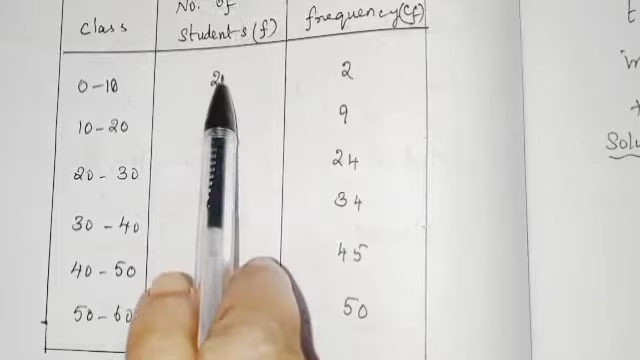 No. of
class students (f) frequency (cf)
0-10 2 2
10-20 9
20-30 24
30-40 34
40-50 45
50-60 50
t
Solu